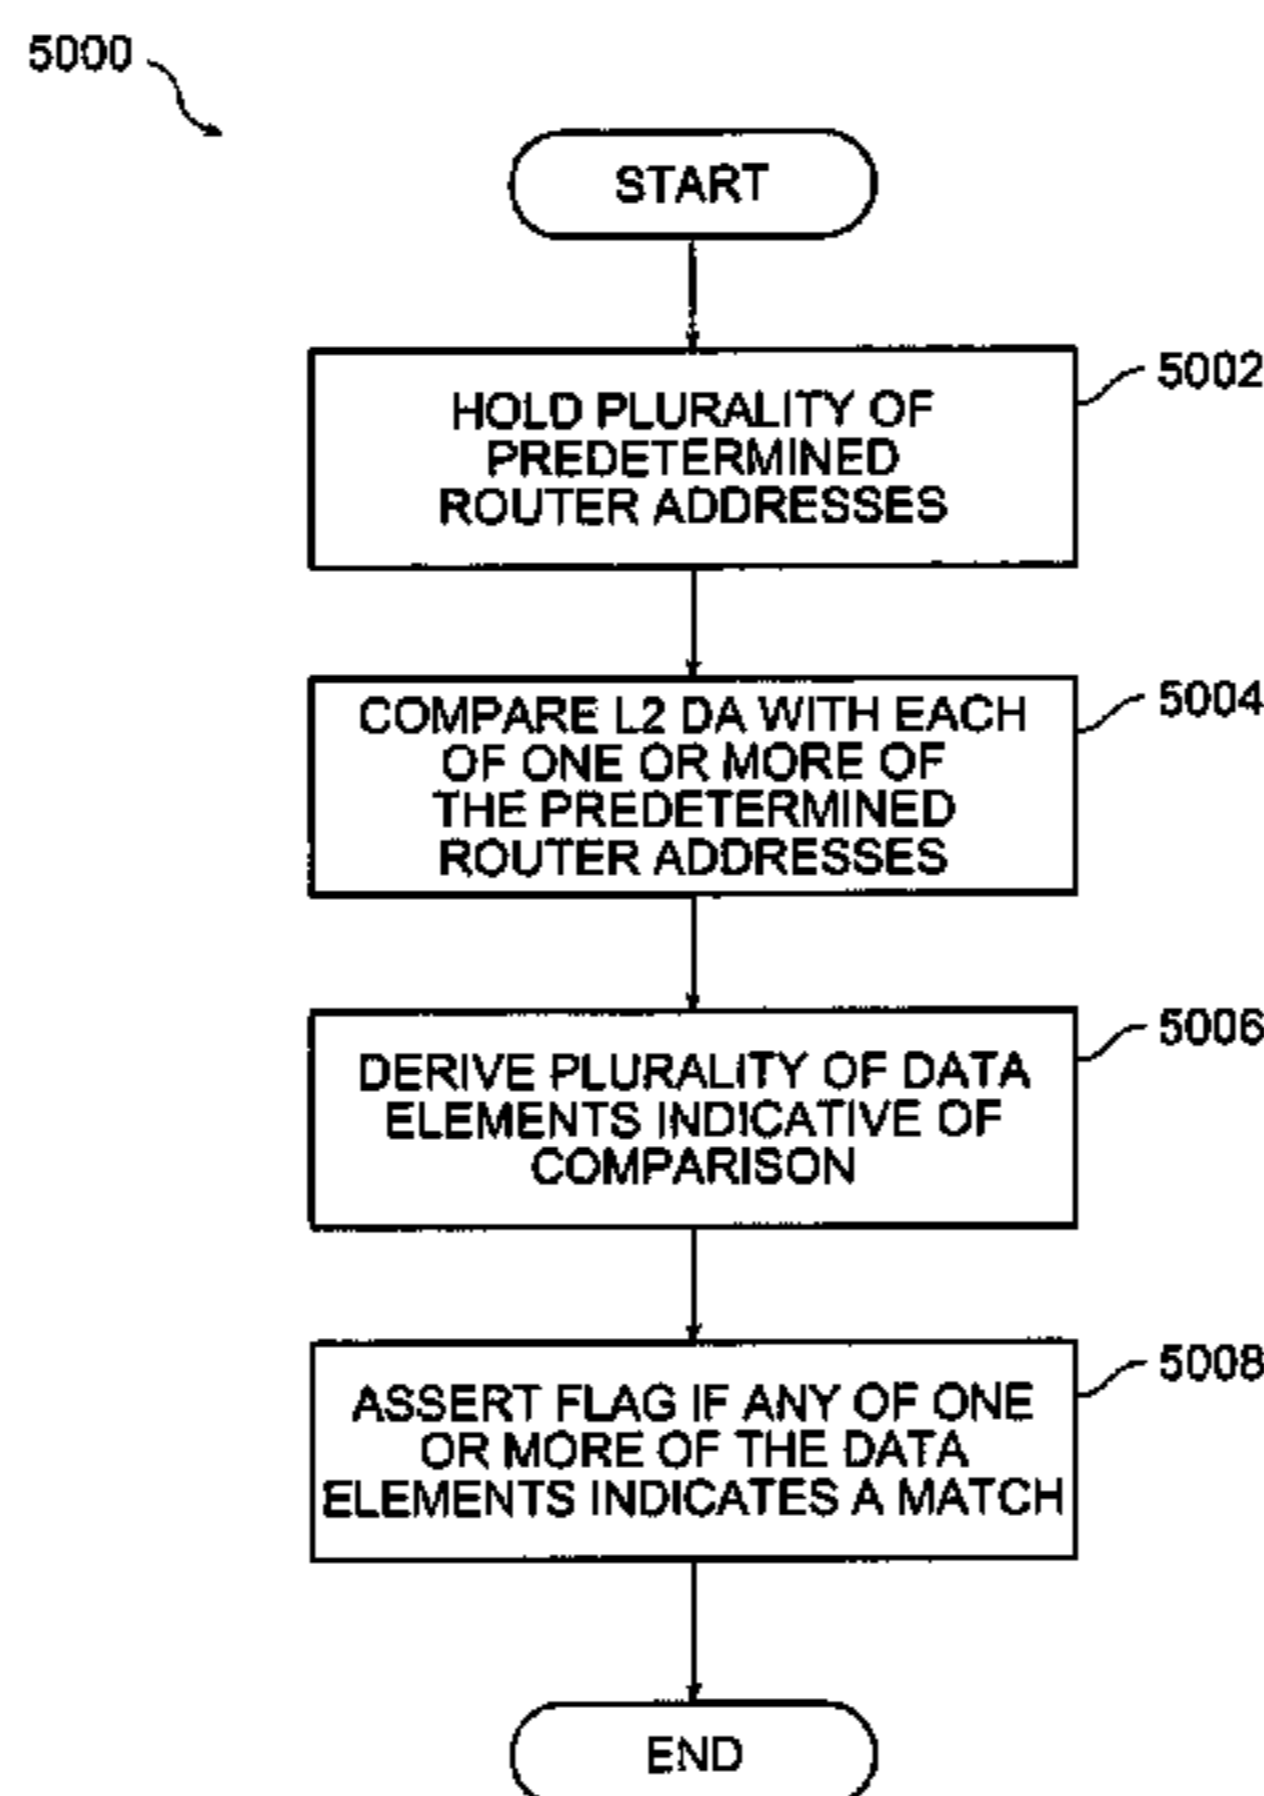 5000
START
HOLD PLURALITY OF
PREDETERMINED
ROUTER ADDRESSES
5002
COMPARE L2 DA WITH EACH
OF ONE OR MORE OF
THE PREDETERMINED
ROUTER ADDRESSES
5004
DERIVE PLURALITY OF DATA
ELEMENTS INDICATIVE OF
COMPARISON
5006
ASSERT FLAG IF ANY OF ONE
OR MORE OF THE DATA
ELEMENTS INDICATES A MATCH
5008
END